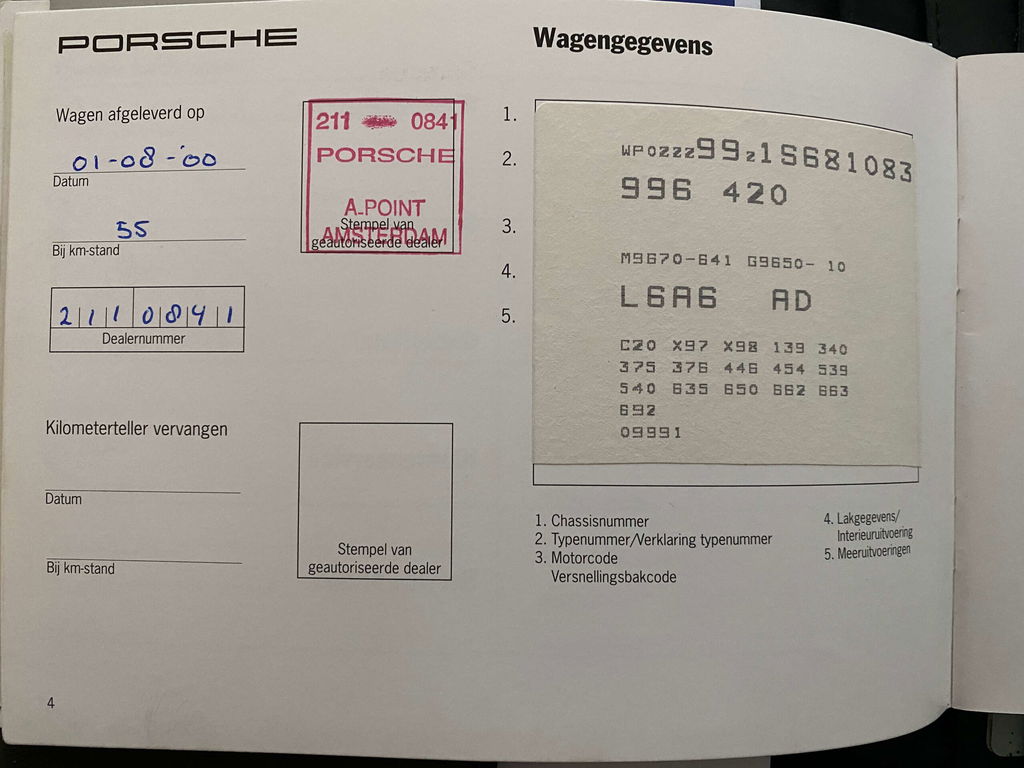 PORSCHE
Wagen afgeleverd op
01-08-'00
Datum
55
Bij km-stand
2 1 1 0 8 4 1
Dealernummer
211 0841
PORSCHE
A-POINT
AMSTERDAM
Stempel van
geautoriseerde dealer
Kilometerteller vervangen
Datum
Bij km-stand
Stempel van
geautoriseerde dealer
4
Wagengegevens
1.
2.
3.
4.
5.
WP0ZZZ99Z1S681083
996 420
M9670-641 G9650- 10
L6A6 AD
C20 X97 X98 139 340
375 376 446 454 539
540 635 650 662 663
692
09991
1. Chassisnummer
2. Typenummer/Verklaring typenummer
3. Motorcode
Versnellingsbakcode
4. Lakgegevens/
Interieuruitvoering
5. Meeruitvoeringen